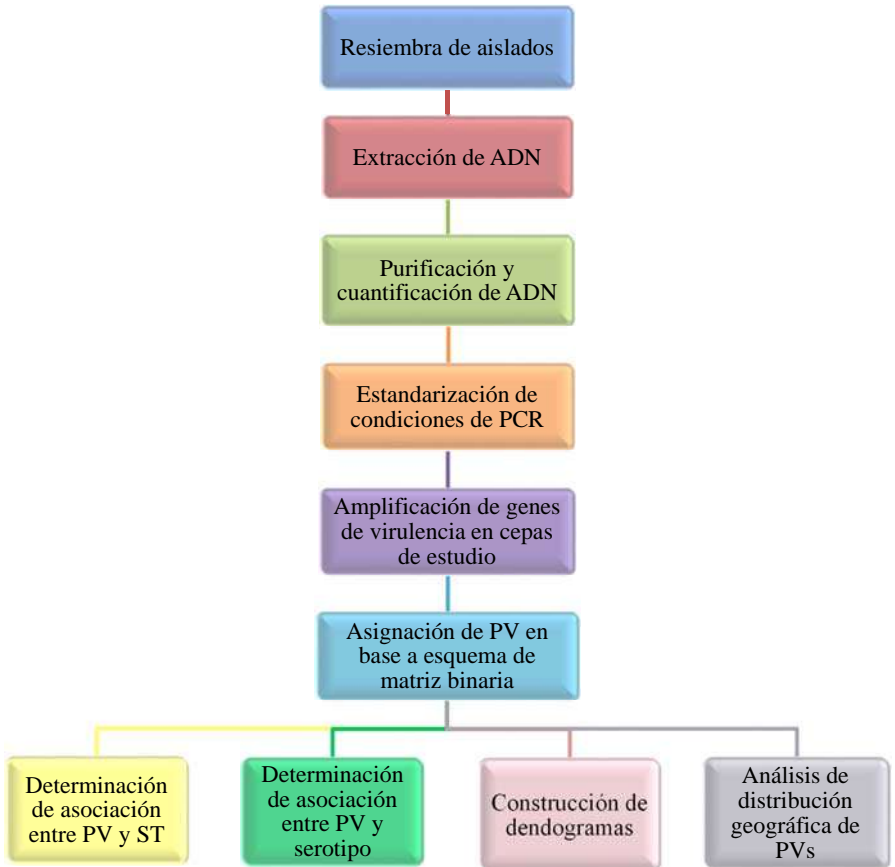 Resiembra de aislados
Extracción de ADN
Purificación y
cuantificación de ADN
Estandarización de
condiciones de PCR
Amplificación de genes
de virulencia en cepas
de estudio
Asignación de PV en
base a esquema de
matriz binaria
Determinación
de asociación
entre PV y ST
Determinación
de asociación
entre PV y
serotipo
Construcción de
dendogramas
Análisis de
distribución
geográfica de
PVs